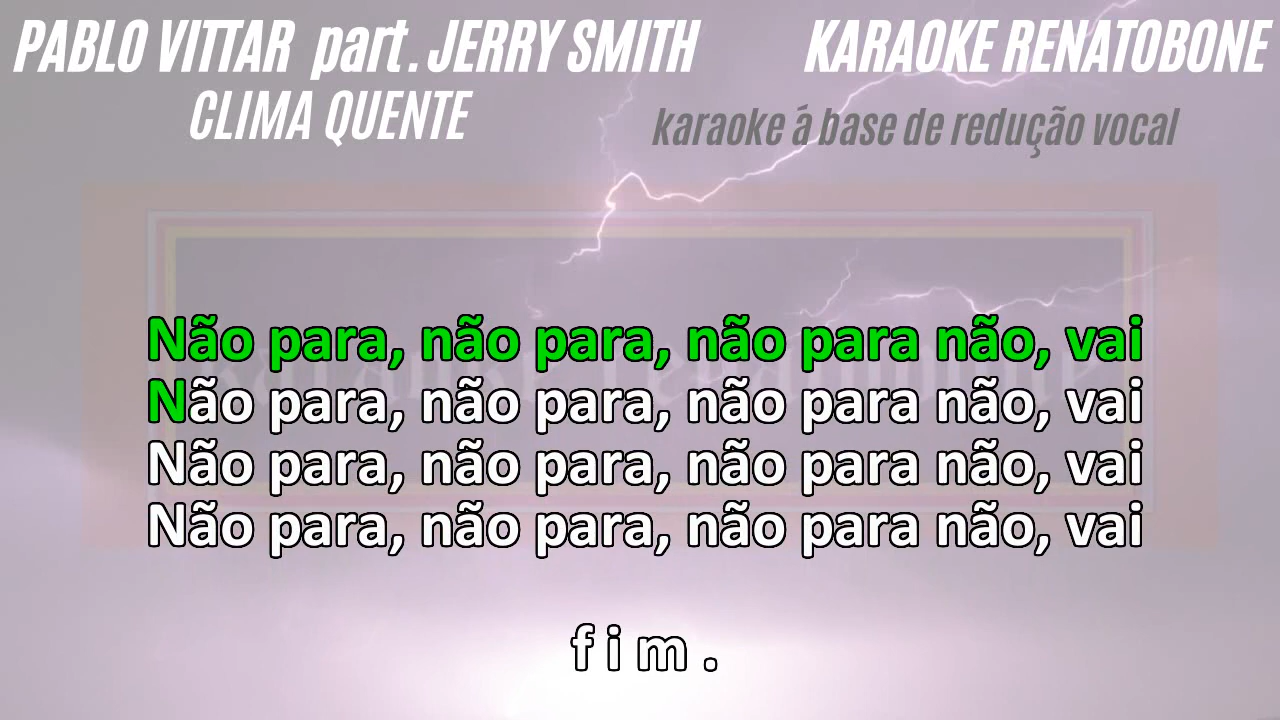 PABLO VITTAR part. JERRY SMITH
CLIMA QUENTE
KARAOKE RENATOBONE
karaoke á base de redução vocal
Não para, não para, não para não, vai
Não para, não para, não para não, vai
Não para, não para, não para não, vai
Não para, não para, não para não, vai
f i m .